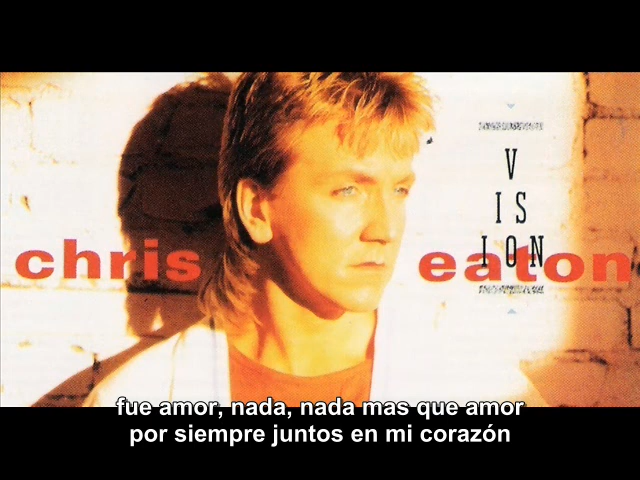 chris eaton
V
IS
ION
fue amor, nada, nada mas que amor
por siempre juntos en mi corazón